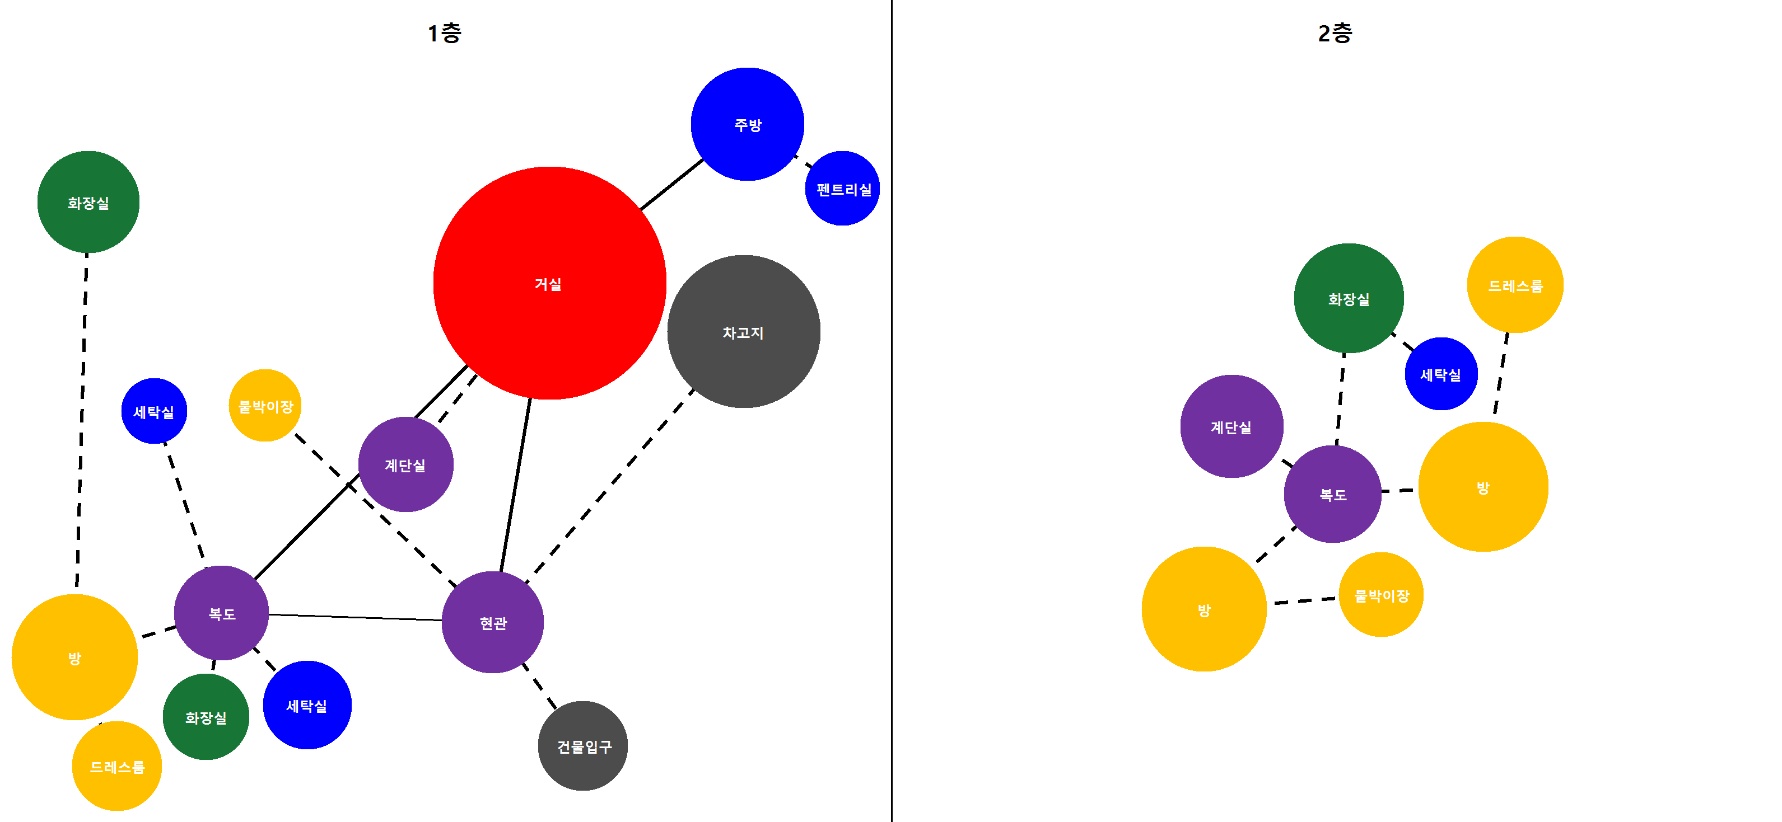 1층
주방
펜트리실
화장실
거실
차고지
세탁실
붙박이장
계단실
복도
현관
방
화장실
세탁실
건물입구
드레스룸
2층
화장실
드레스룸
세탁실
계단실
복도
방
방
붙박이장